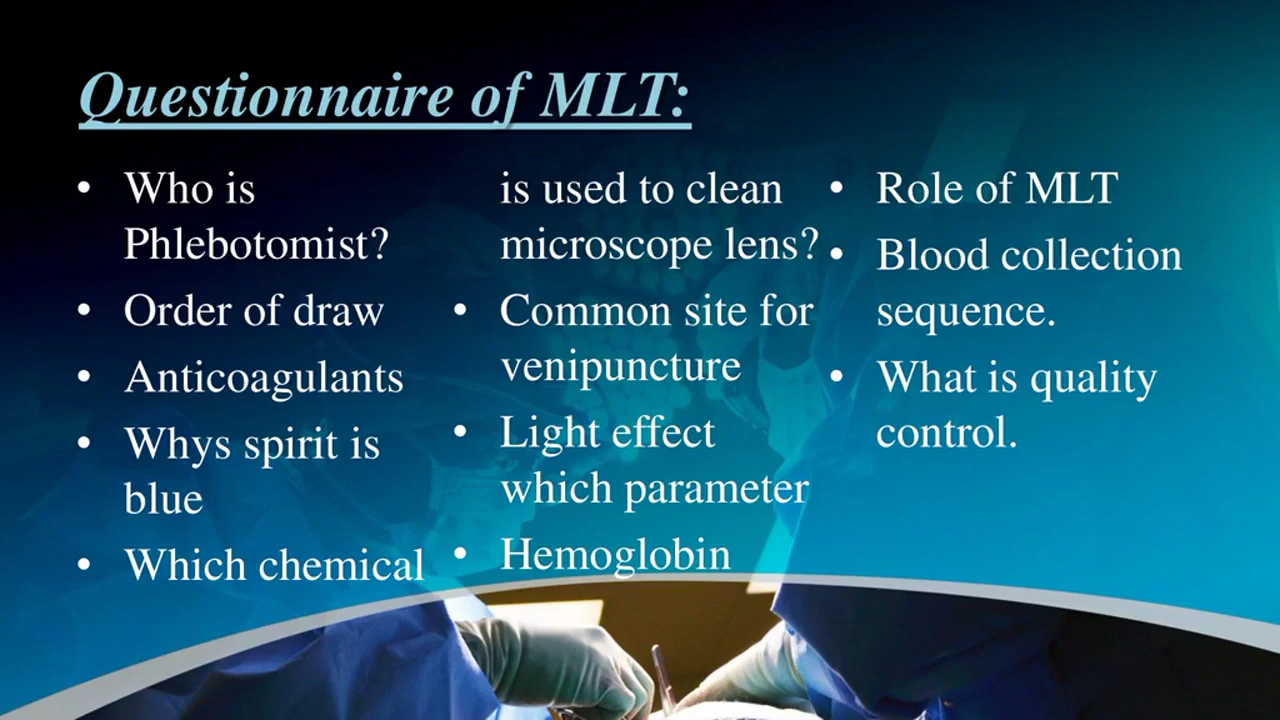 Questionnaire of MLT:
• Who is
Phlebotomist?
• Order of draw
• Anticoagulants
• Whys spirit is
blue
• Which chemical
is used to clean
microscope lens?
• Common site for
venipuncture
• Light effect
which parameter
• Hemoglobin
• Role of MLT
• Blood collection
sequence.
• What is quality
control.